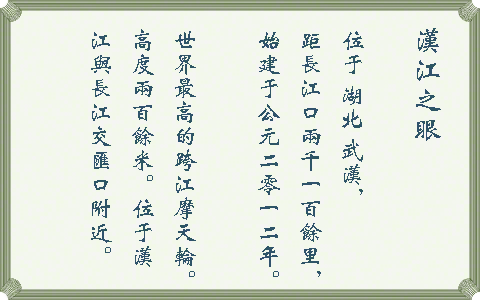 漢江之眼
位于湖北武漢，
距長江口兩千一百餘里，
始建于公元二零一二年。
世界最高的跨江摩天輪。
高度兩百餘米。位于漢
江與長江交匯口附近。